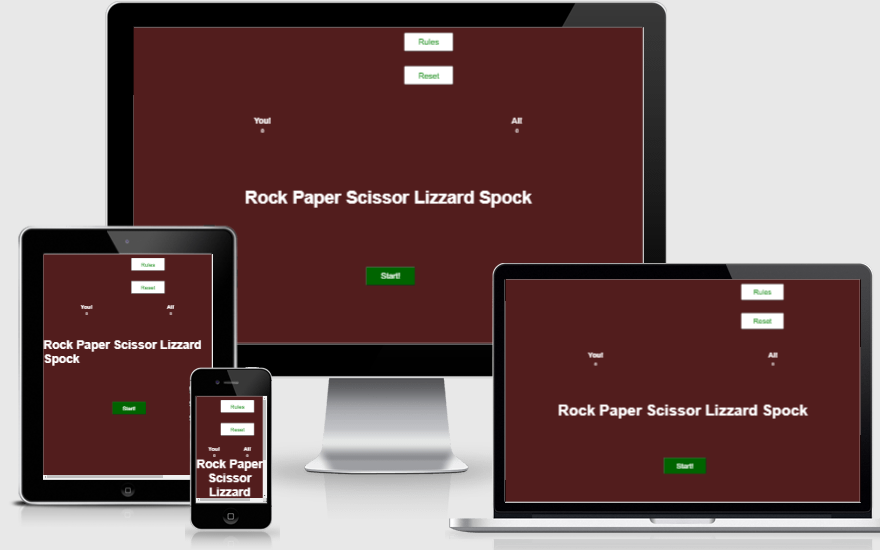 Rules
Reset
You! AI!
0 0
Rock Paper Scissor Lizzard Spock
Start!
Rules
Reset
You! AI!
0 0
Rock Paper Scissor Lizzard
Spock
Start!
Rules
Reset
You! AI!
0 0
Rock Paper
Scissor
Lizzard
Rules
Reset
You! AI!
0 0
Rock Paper Scissor Lizzard Spock
Start!